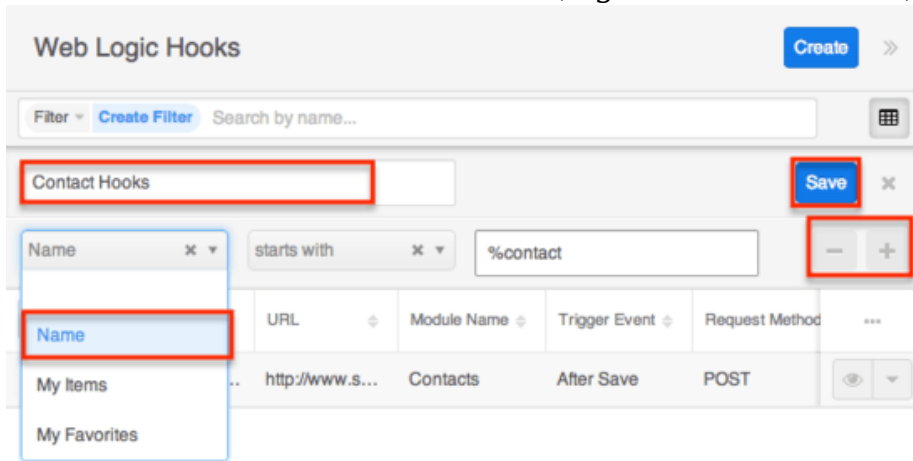 Web Logic Hooks Create »
Filter Create Filter Search by name...
Contact Hooks Save ×
Name × starts with × %contact − +
URL Module Name Trigger Event Request Method ...
Name
.. http://www.s... Contacts After Save POST
My Items
My Favorites